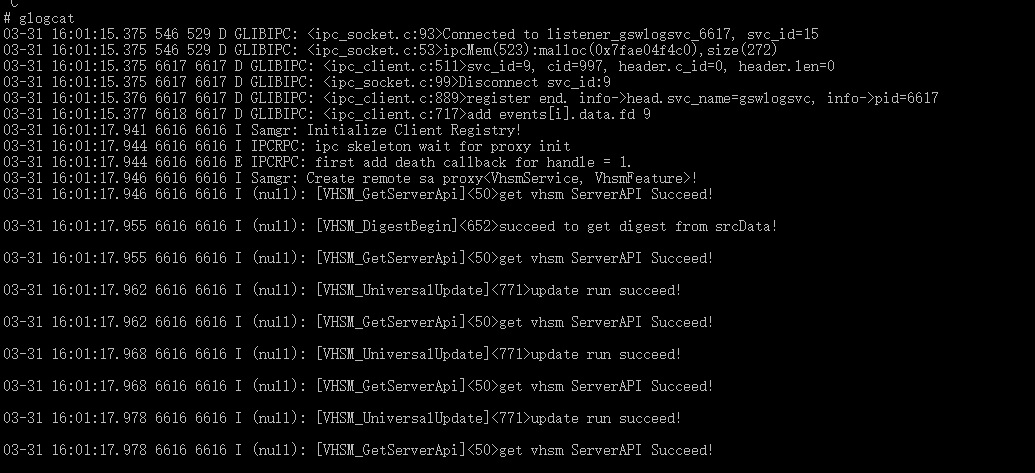 C
# glogcat
03-31 16:01:15.375 546 529 D GLIBIPC: <ipc_socket.c:93>Connected to listener_gswlogsvc_6617, svc_id=15
03-31 16:01:15.375 546 529 D GLIBIPC: <ipc_socket.c:53>ipcMem(523):malloc(0x7fae04f4c0),size(272)
03-31 16:01:15.375 6617 6617 D GLIBIPC: <ipc_client.c:511>svc_id=9, cid=997, header.c_id=0, header.len=0
03-31 16:01:15.375 6617 6617 D GLIBIPC: <ipc_socket.c:99>Disconnect svc_id:9
03-31 16:01:15.376 6617 6617 D GLIBIPC: <ipc_client.c:889>register end. info->head.svc_name=gswlogsvc, info->pid=6617
03-31 16:01:15.377 6618 6617 D GLIBIPC: <ipc_client.c:717>add events[i].data.fd 9
03-31 16:01:17.941 6616 6616 I Samgr: Initialize Client Registry!
03-31 16:01:17.944 6616 6616 I IPCRPC: ipc skeleton wait for proxy init
03-31 16:01:17.944 6616 6616 E IPCRPC: first add death callback for handle = 1.
03-31 16:01:17.946 6616 6616 I Samgr: Create remote sa proxy<VhsmService, VhsmFeature>!
03-31 16:01:17.946 6616 6616 I (null): [VHSM_GetServerApi]<50>get vhsm ServerAPI Succeed!
03-31 16:01:17.955 6616 6616 I (null): [VHSM_DigestBegin]<652>succeed to get digest from srcData!
03-31 16:01:17.955 6616 6616 I (null): [VHSM_GetServerApi]<50>get vhsm ServerAPI Succeed!
03-31 16:01:17.962 6616 6616 I (null): [VHSM_UniversalUpdate]<771>update run succeed!
03-31 16:01:17.962 6616 6616 I (null): [VHSM_GetServerApi]<50>get vhsm ServerAPI Succeed!
03-31 16:01:17.968 6616 6616 I (null): [VHSM_UniversalUpdate]<771>update run succeed!
03-31 16:01:17.968 6616 6616 I (null): [VHSM_GetServerApi]<50>get vhsm ServerAPI Succeed!
03-31 16:01:17.978 6616 6616 I (null): [VHSM_UniversalUpdate]<771>update run succeed!
03-31 16:01:17.978 6616 6616 I (null): [VHSM_GetServerApi]<50>get vhsm ServerAPI Succeed!